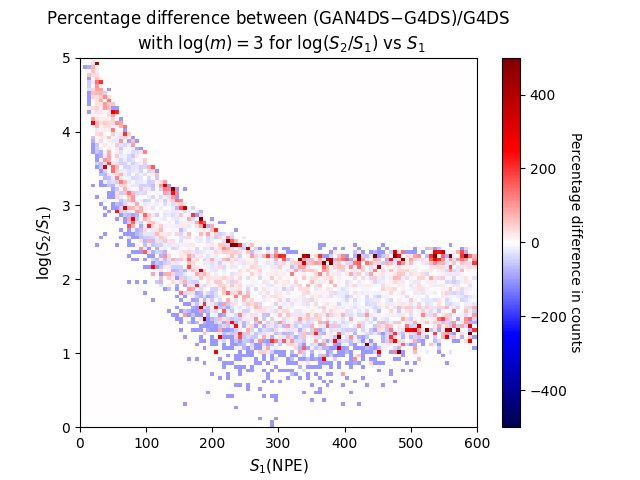 Percentage difference between (GAN4DS−G4DS)/G4DS
with log(m) = 3 for log(S₂/S₁) vs S₁
5
4
3
2
1
0
log(S₂/S₁)
0 100 200 300 400 500 600
S₁(NPE)
400
200
0
−200
−400
Percentage difference in counts